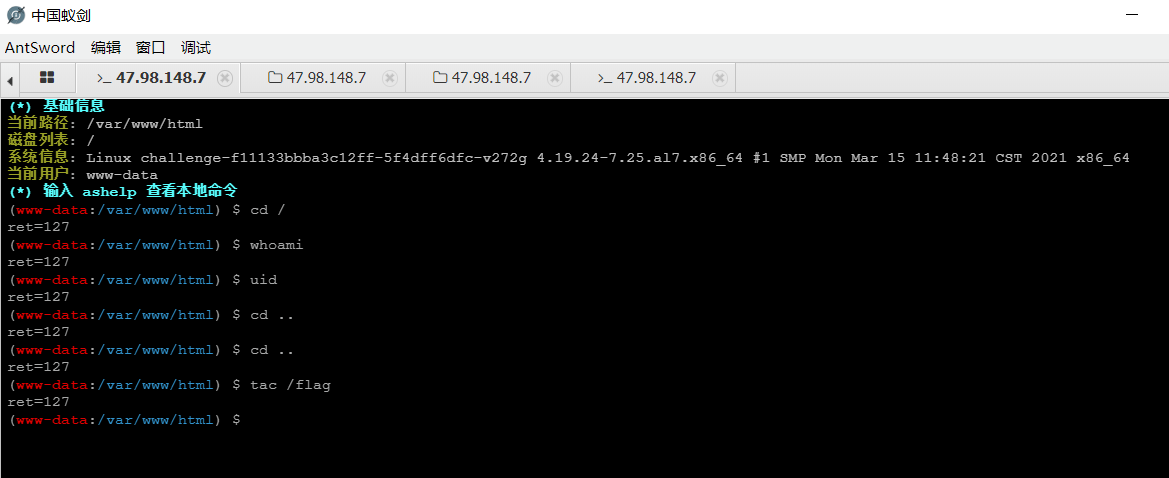 中国蚁剑
AntSword 编辑 窗口 调试
>_ 47.98.148.7 47.98.148.7 47.98.148.7 >_ 47.98.148.7
(*) 基础信息
当前路径: /var/www/html
磁盘列表: /
系统信息: Linux challenge-f11133bbba3c12ff-5f4dff6dfc-v272g 4.19.24-7.25.al7.x86_64 #1 SMP Mon Mar 15 11:48:21 CST 2021 x86_64
当前用户: www-data
(*) 输入 ashelp 查看本地命令
(www-data:/var/www/html) $ cd /
ret=127
(www-data:/var/www/html) $ whoami
ret=127
(www-data:/var/www/html) $ uid
ret=127
(www-data:/var/www/html) $ cd ..
ret=127
(www-data:/var/www/html) $ cd ..
ret=127
(www-data:/var/www/html) $ tac /flag
ret=127
(www-data:/var/www/html) $